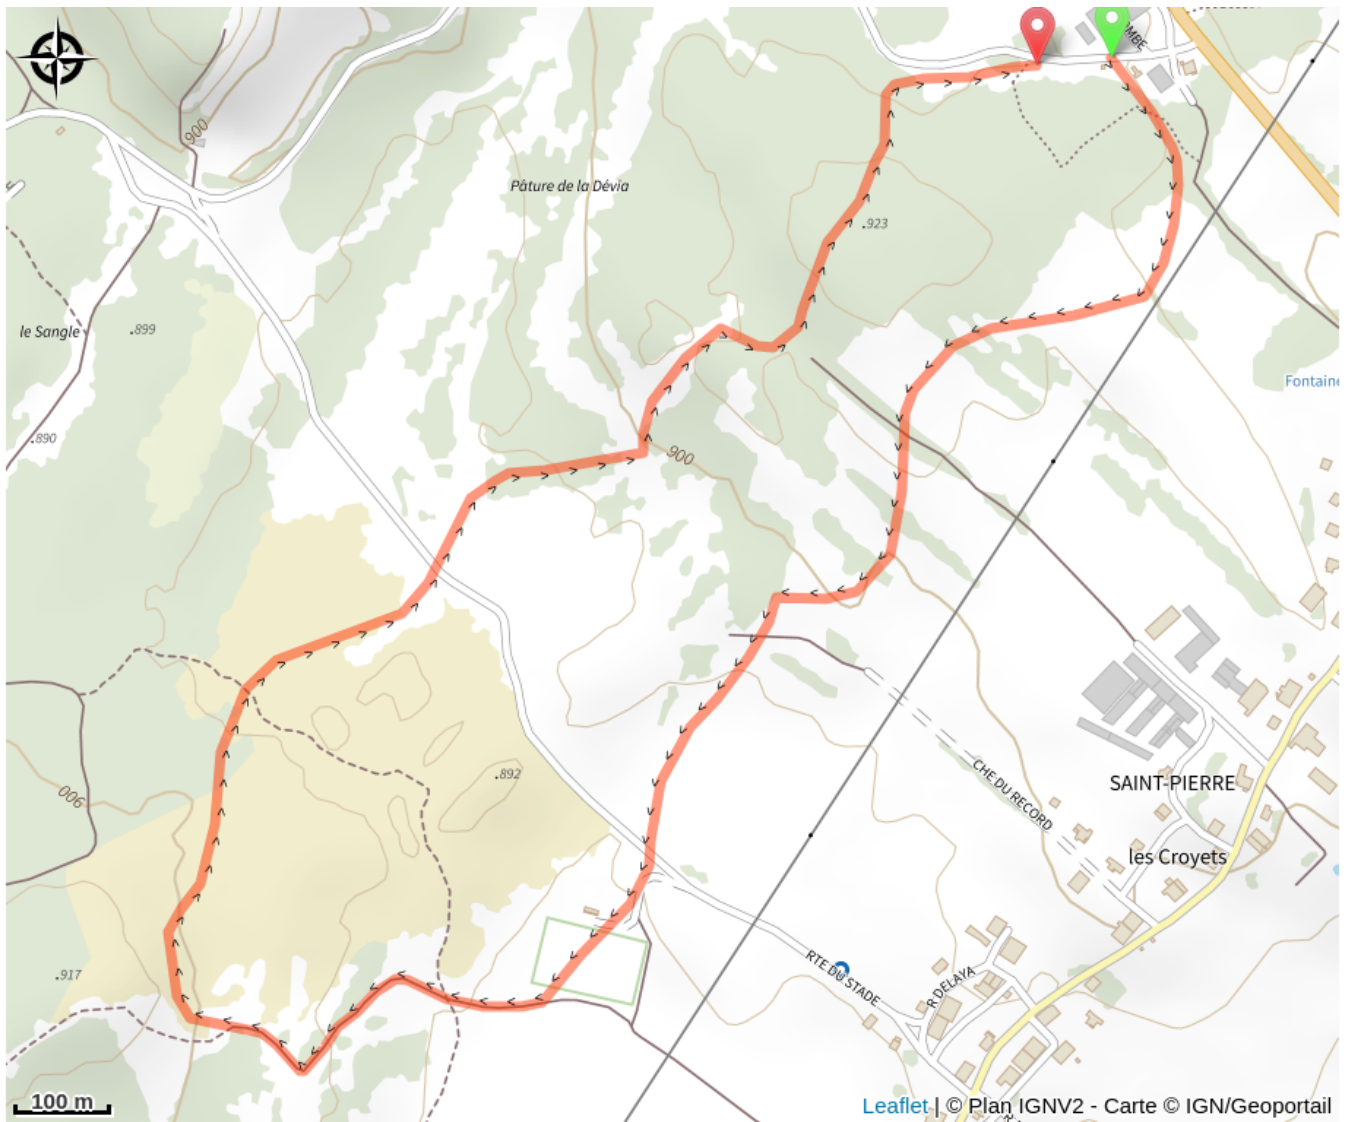 OMBE
900
Pâture de la Dévia
.923
le Sangle
.899
Fontaine
.890
900
.892
SAINT-PIERRE
900
CHE DU RECORD
les Croyets
.917
RTE DU STADE
R DELAYA
100 m
Leaflet | © Plan IGNV2 - Carte © IGN/Geoportail